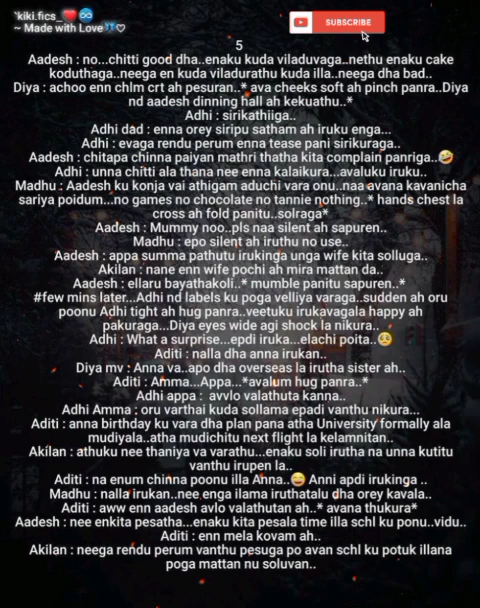 `kiki.fics_❤️♾️
~ Made with Love🦋♡
SUBSCRIBE
5
Aadesh : no...chitti good dha..enaku kuda viladuvaga..nethu enaku cake
koduthaga..neega en kuda viladurathu kuda illa..neega dha bad..
Diya : achoo enn chlm crt ah pesuran..* ava cheeks soft ah pinch panra..Diya
nd aadesh dinning hall ah kekuathu..*
Adhi : sirikathiiga..
Adhi dad : enna orey siripu satham ah iruku enga...
Adhi : evaga rendu perum enna tease pani sirikuraga..
Aadesh : chitapa chinna paiyan mathri thatha kita complain panriga..🤣
Adhi : unna chitti ala thana nee enna kalaikura...avaluku iruku..
Madhu : Aadesh ku konja vai athigam aduchi vara onu..naa avana kavanicha
sariya poidum...no games no chocolate no tannie nothing..* hands chest la
cross ah fold panitu..solraga*
Aadesh : Mummy noo..pls naa silent ah sapuren..
Madhu : epo silent ah iruthu no use..
Aadesh : appa summa pathutu irukinga unga wife kita solluga..
Akilan : nane enn wife pochi ah mira mattan da..
Aadesh : ellaru bayathakoli..* mumble panitu sapuren..*
#few mins later...Adhi nd labels ku poga velliya varaga..sudden ah oru
poonu Adhi tight ah hug panra..veetuku irukavagala happy ah
pakuraga...Diya eyes wide agi shock la nikura..
Adhi : What a surprise...epdi iruka...elachi poita..🥺
Aditi : nalla dha anna irukan..
Diya mv : Anna va..apo dha overseas la irutha sister ah..
Aditi : Amma...Appa...*avalum hug panra..*
Adhi appa : avvlo valathuta kanna..
Adhi Amma : oru varthai kuda sollama epadi vanthu nikura...
Aditi : anna birthday ku vara dha plan pana atha University formally ala
mudiyala..atha mudichitu next flight la kelamnitan..
Akilan : athuku nee thaniya va varathu...enaku soli irutha na unna kutitu
vanthu irupen la..
Aditi : na enum chinna poonu illa Anna..😅 Anni apdi irukinga ..
Madhu : nalla irukan..nee enga ilama iruthatalu dha orey kavala..
Aditi : aww enn aadesh avlo valathutan ah..* avana thukura*
Aadesh : nee enkita pesatha...enaku kita pesala time illa schl ku ponu..vidu..
Aditi : enn mela kovam ah..
Akilan : neega rendu perum vanthu pesuga po avan schl ku potuk illana
poga mattan nu soluvan..